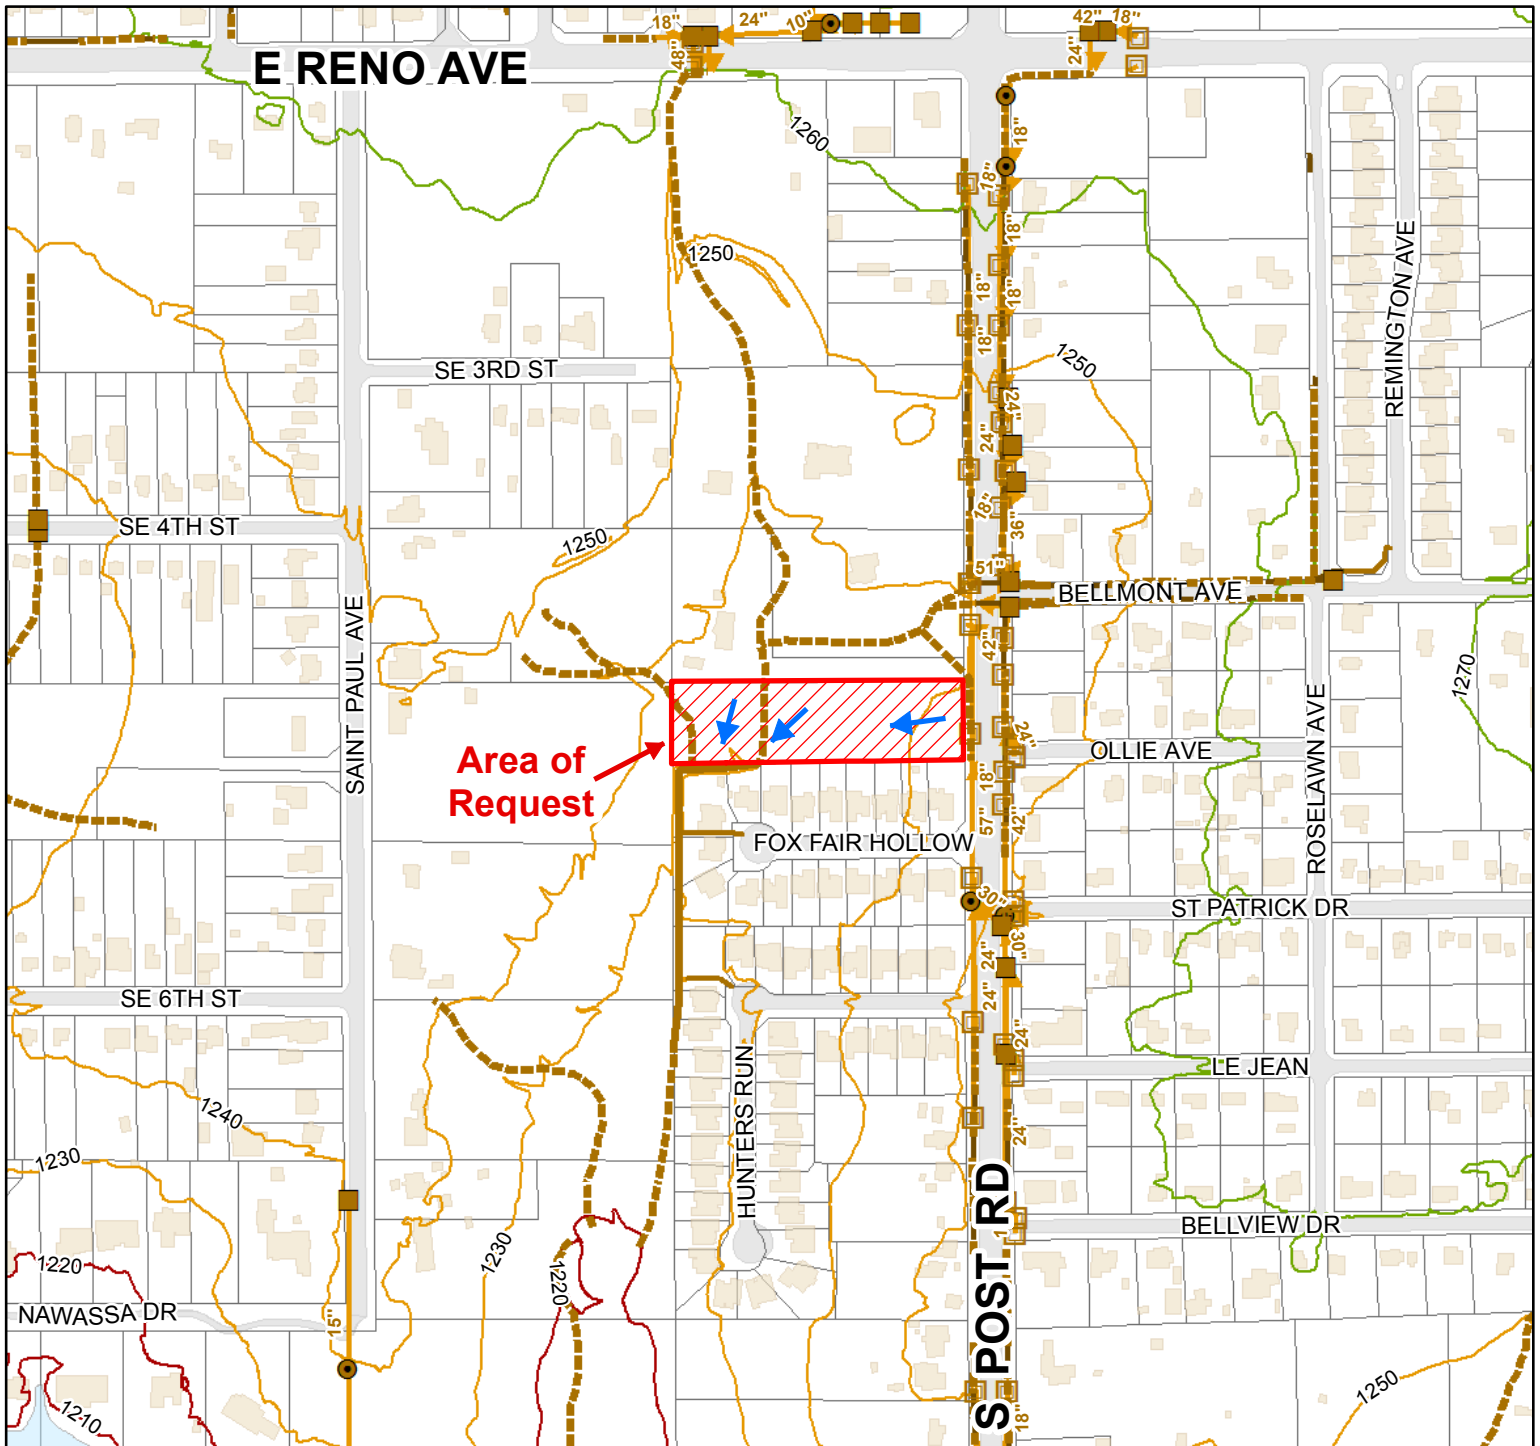 18"
24"
10"
42"
18"
48"
24"
E RENO AVE
18"
1260
18"
18"
1250
18"
18"
18"
1250
SE 3RD ST
REMINGTON AVE
24"
24"
18"
36"
SE 4TH ST
1250
51"
BELLMONT AVE
SAINT PAUL AVE
42"
1270
24"
OLLIE AVE
ROSELAWN AVE
Area of
Request
18"
57"
42"
FOX FAIR HOLLOW
30"
ST PATRICK DR
30"
24"
24"
SE 6TH ST
24"
LE JEAN
HUNTERS RUN
1240
24"
1230
S POST RD
BELLVIEW DR
1230
1220
1220
NAWASSA DR
15"
1250
1210
18"